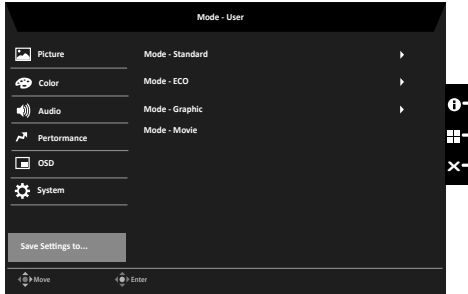 Mode - User
Picture
Color
Audio
Pertormance
OSD
System
Save Settings to...
Mode - Standard
Mode - ECO
Mode - Graphic
Mode - Movie
Move
Enter